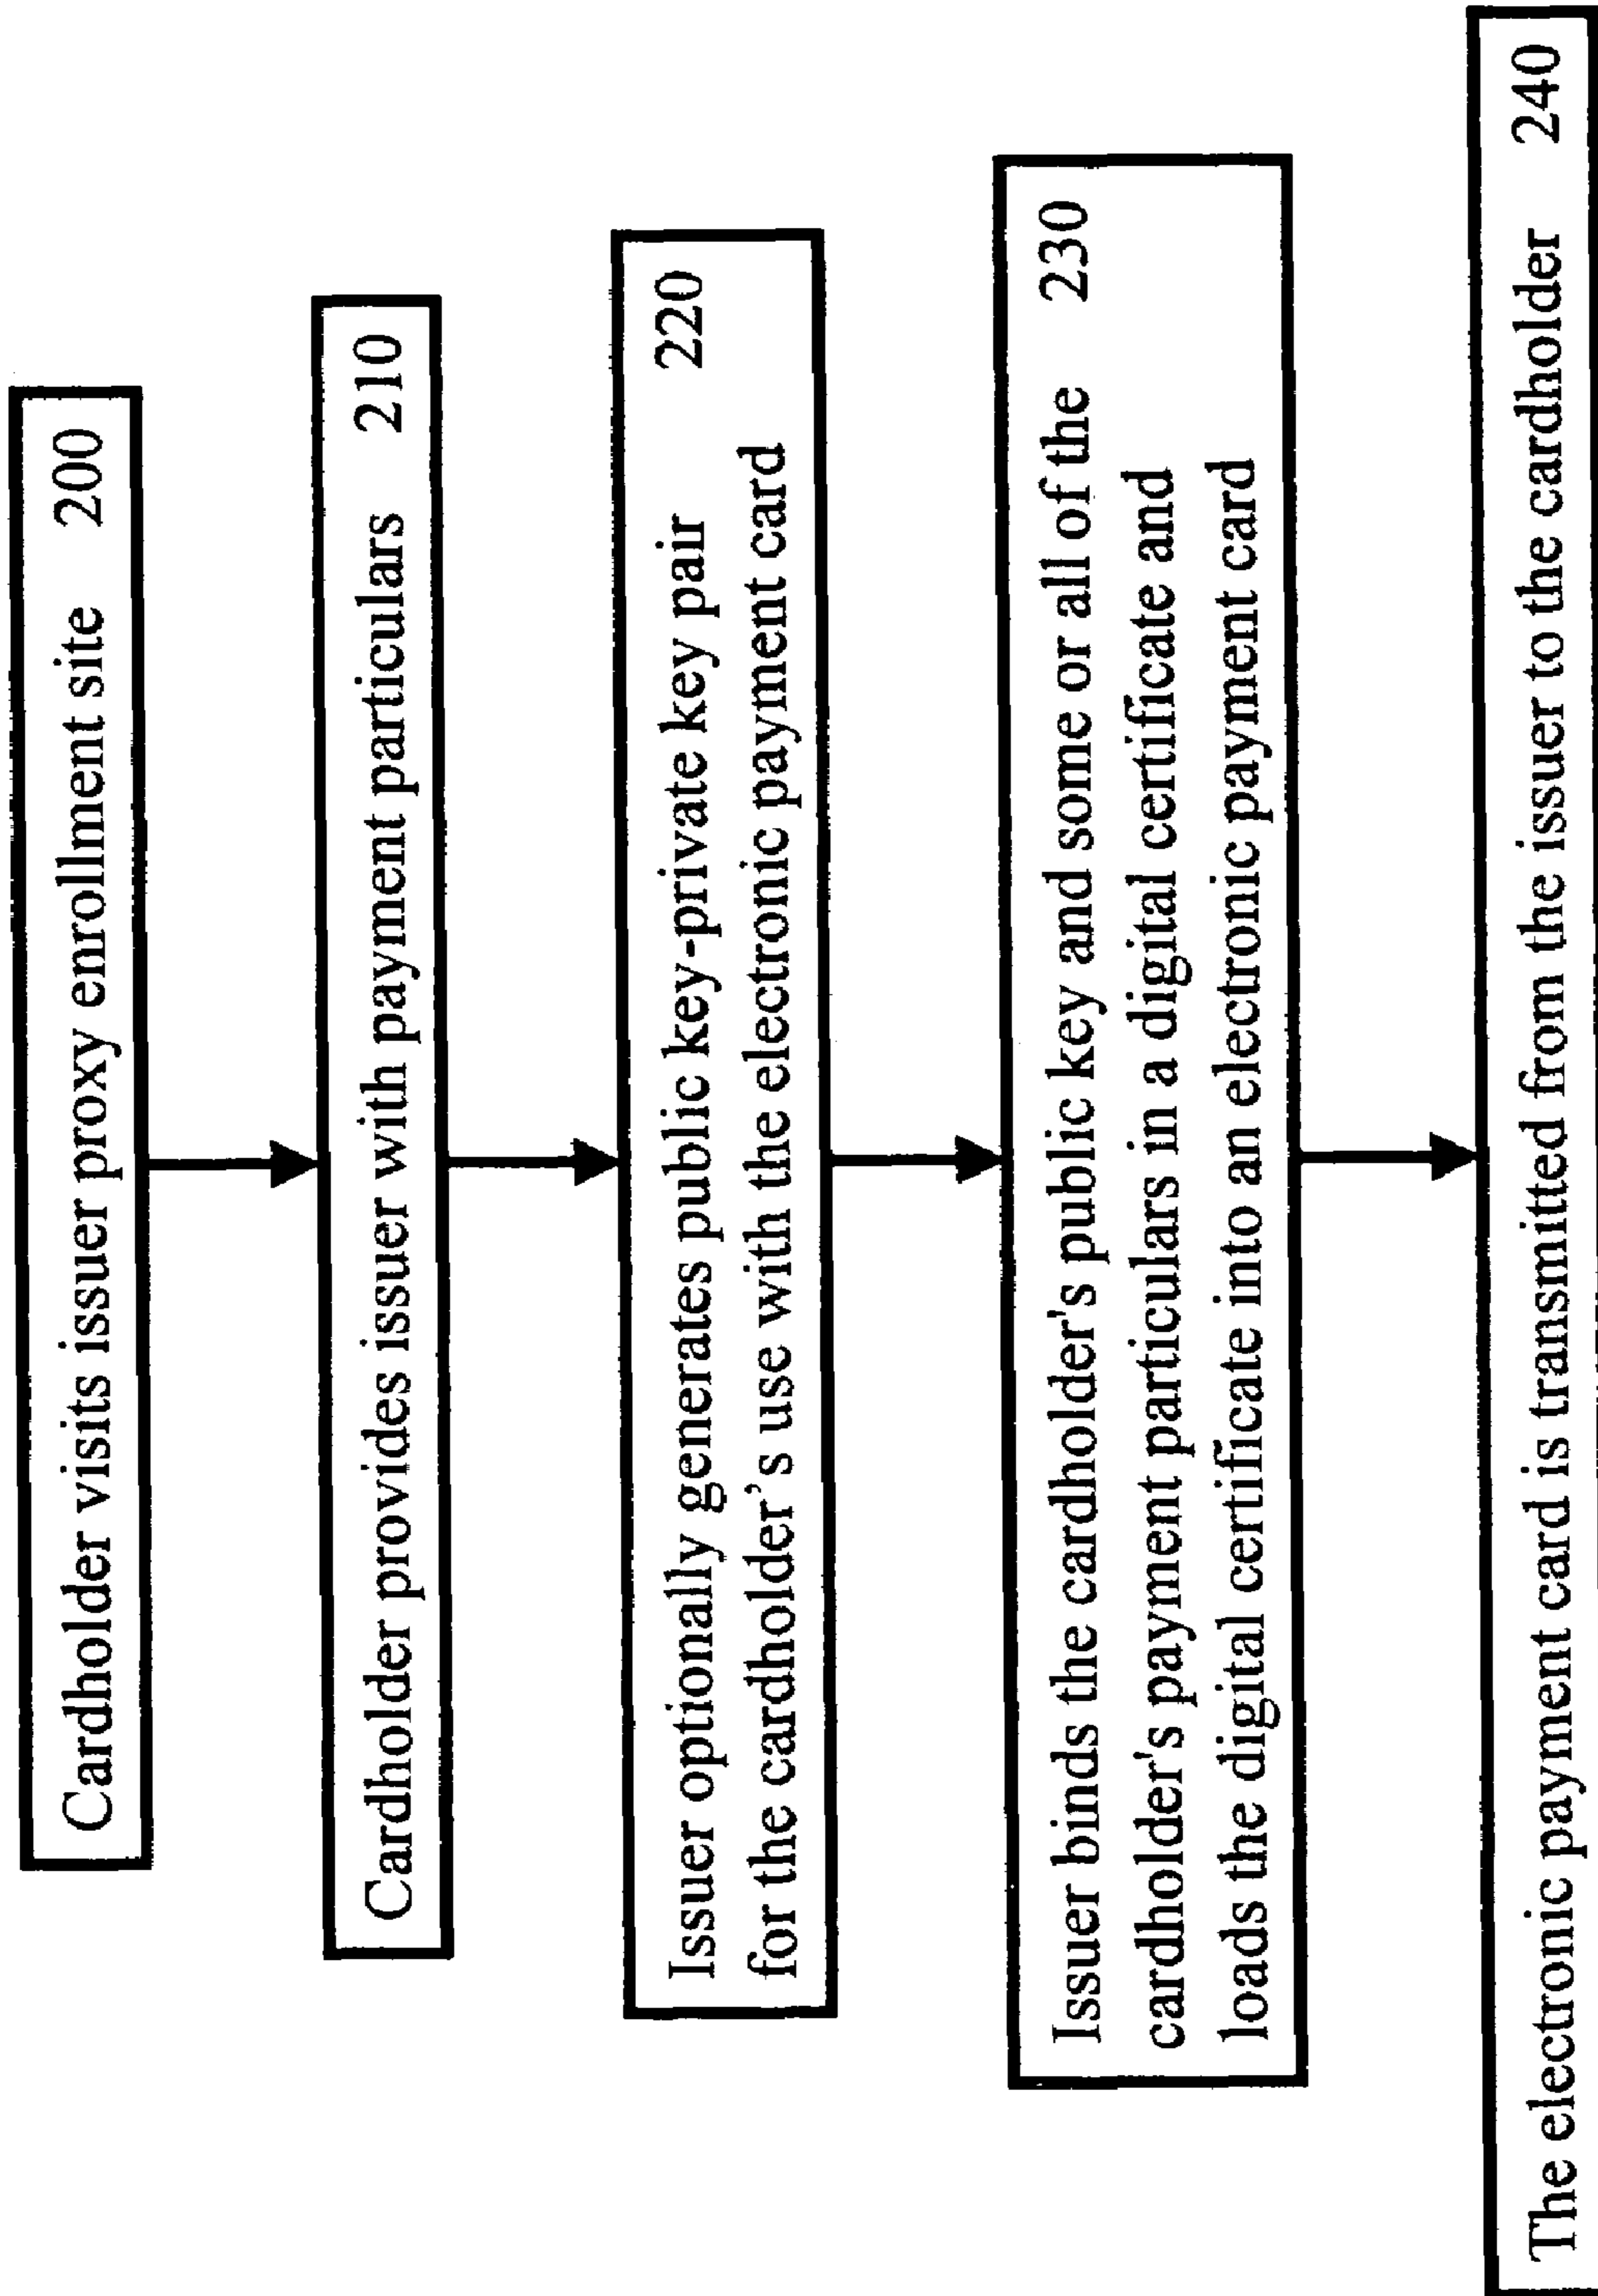 Cardholder visits issuer proxy enrollment site 200
Cardholder provides issuer with payment particulars 210
Issuer optionally generates public key-private key pair 220
for the cardholder’s use with the electronic payment card
Issuer binds the cardholder's public key and some or all of the 230
cardholder's payment particulars in a digital certificate and
loads the digital certificate into an electronic payment card
The electronic payment card is transmitted from the issuer to the cardholder 240